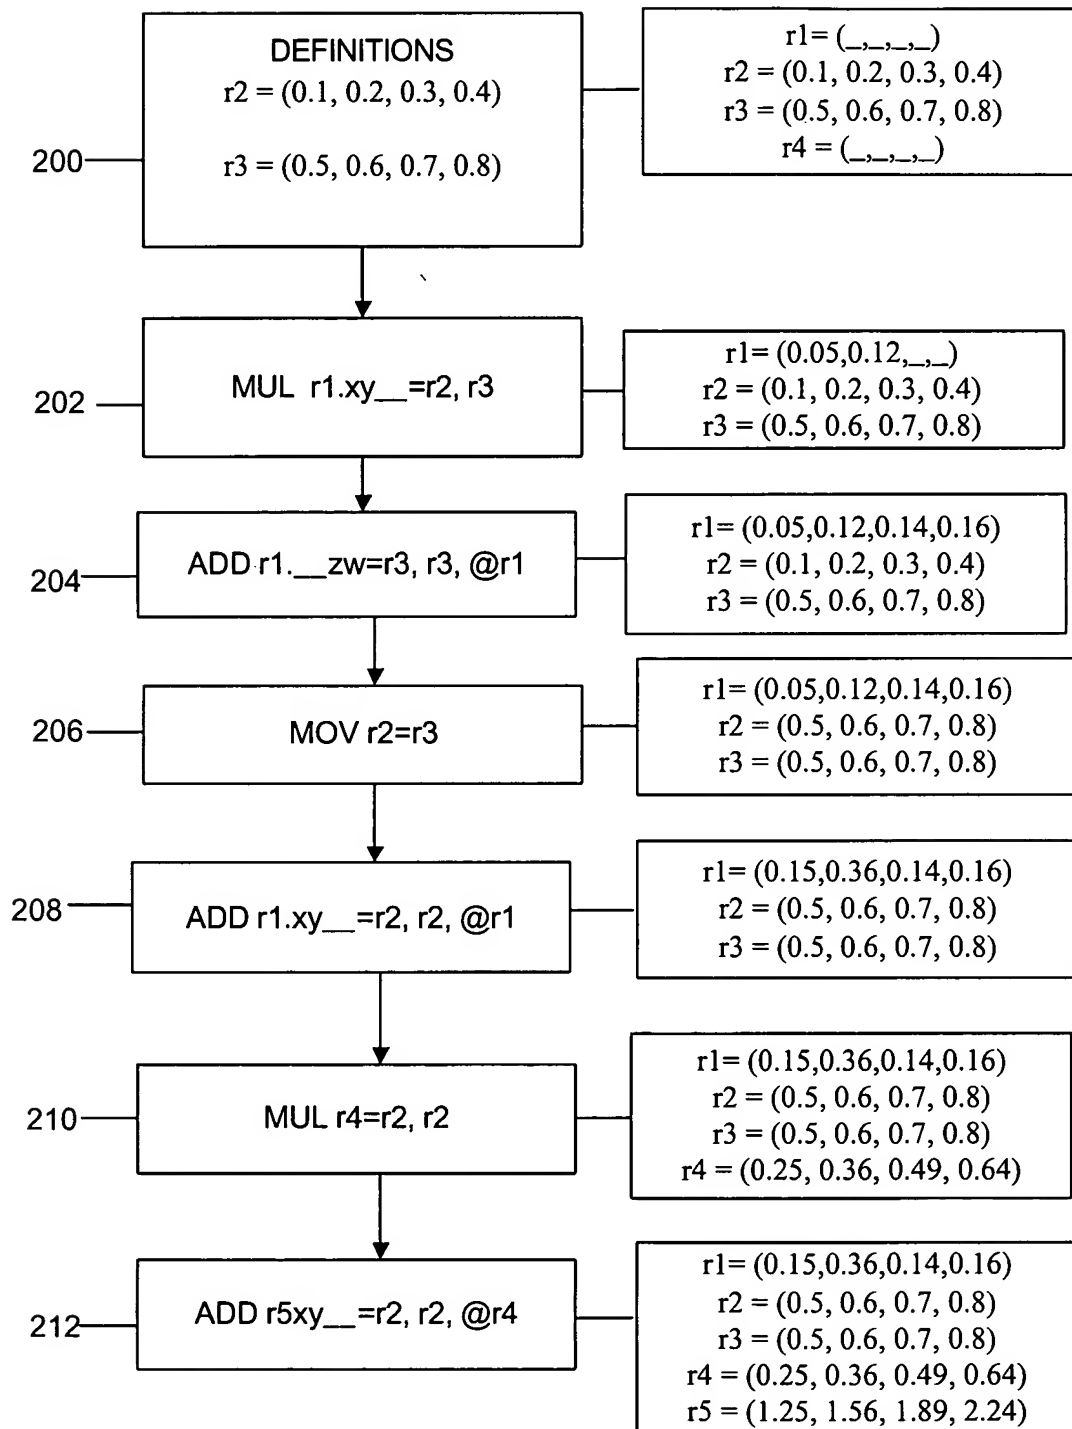 DEFINITIONS
r2 = (0.1, 0.2, 0.3, 0.4)
r3 = (0.5, 0.6, 0.7, 0.8)
200
r1= (_,_,_,_)
r2 = (0.1, 0.2, 0.3, 0.4)
r3 = (0.5, 0.6, 0.7, 0.8)
r4 = (_,_,_,_)
202
MUL r1.xy__=r2, r3
r1= (0.05,0.12,_,_)
r2 = (0.1, 0.2, 0.3, 0.4)
r3 = (0.5, 0.6, 0.7, 0.8)
204
ADD r1.__zw=r3, r3, @r1
r1= (0.05,0.12,0.14,0.16)
r2 = (0.1, 0.2, 0.3, 0.4)
r3 = (0.5, 0.6, 0.7, 0.8)
206
MOV r2=r3
r1= (0.05,0.12,0.14,0.16)
r2 = (0.5, 0.6, 0.7, 0.8)
r3 = (0.5, 0.6, 0.7, 0.8)
208
ADD r1.xy__=r2, r2, @r1
r1= (0.15,0.36,0.14,0.16)
r2 = (0.5, 0.6, 0.7, 0.8)
r3 = (0.5, 0.6, 0.7, 0.8)
210
MUL r4=r2, r2
r1= (0.15,0.36,0.14,0.16)
r2 = (0.5, 0.6, 0.7, 0.8)
r3 = (0.5, 0.6, 0.7, 0.8)
r4 = (0.25, 0.36, 0.49, 0.64)
212
ADD r5xy__=r2, r2, @r4
r1= (0.15,0.36,0.14,0.16)
r2 = (0.5, 0.6, 0.7, 0.8)
r3 = (0.5, 0.6, 0.7, 0.8)
r4 = (0.25, 0.36, 0.49, 0.64)
r5 = (1.25, 1.56, 1.89, 2.24)